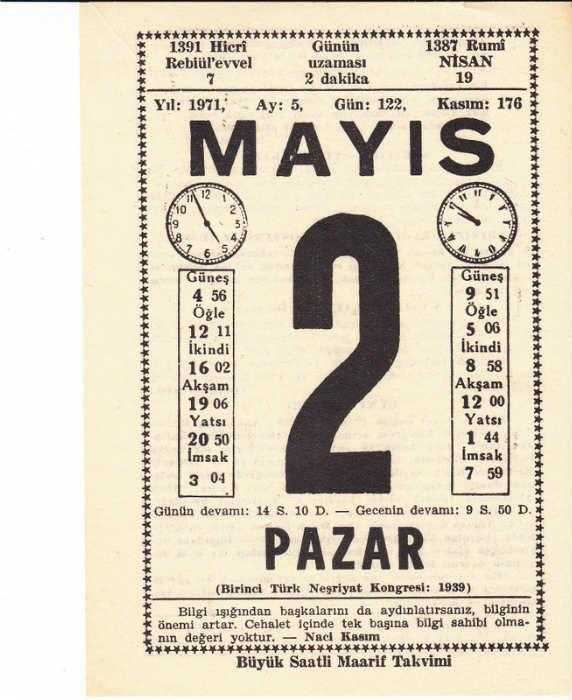 1391 Hicrî Günün 1387 Rumî
Rebiül'evvel uzaması NİSAN
7 2 dakika 19
Yıl: 1971, Ay: 5, Gün: 122, Kasım: 176
MAYIS
2
Güneş
4 56
Öğle
12 11
İkindi
16 02
Akşam
19 06
Yatsı
20 50
İmsak
3 04
Güneş
9 51
Öğle
5 06
İkindi
8 58
Akşam
12 00
Yatsı
1 44
İmsak
7 59
Günün devamı: 14 S. 10 D. — Gecenin devamı: 9 S. 50 D.
PAZAR
(Birinci Türk Neşriyat Kongresi: 1939)
Bilgi ışığından başkalarını da aydınlatırsanız, bilginin
önemi artar. Cehalet içinde tek başına bilgi sahibi olma-
nın değeri yoktur. — Naci Kasım
Büyük Saatli Maarif Takvimi